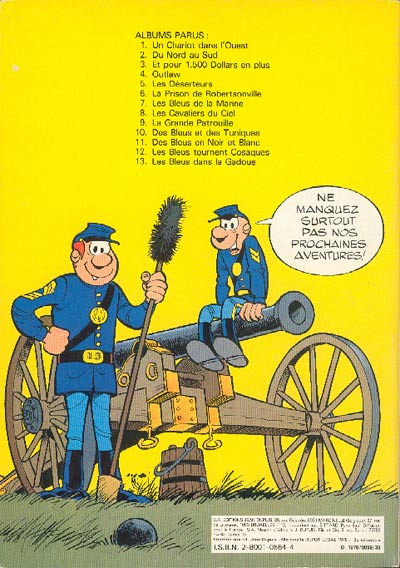 ALBUMS PARUS :
1. Un Chariot dans l'Ouest
2. Du Nord au Sud
3. Et pour 1.500 Dollars en plus
4. Outlaw
5. Les Déserteurs
6. La Prison de Robertsonville
7. Les Bleus de la Marine
8. Les Cavaliers du Ciel
9. La Grande Patrouille
10. Des Bleus et des Tuniques
11. Des Bleus en Noir et Blanc
12. Les Bleus tournent Cosaques
13. Les Bleus dans la Gadoue
NE
MANQUEZ
SURTOUT
PAS NOS
PROCHAINES
AVENTURES!
I.S.B.N. 2-8001-0584-4